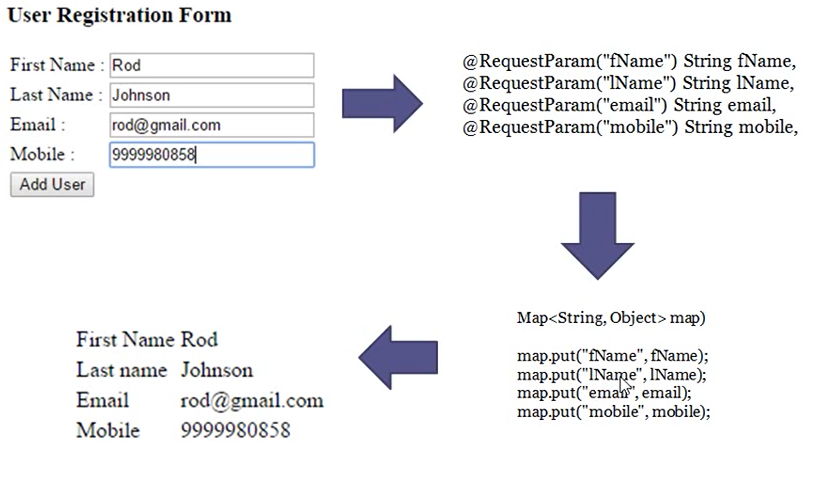 User Registration Form
First Name : Rod
Last Name : Johnson
Email : rod@gmail.com
Mobile : 9999980858
Add User
@RequestParam("fName") String fName,
@RequestParam("lName") String lName,
@RequestParam("email") String email,
@RequestParam("mobile") String mobile,
Map<String, Object> map)
map.put("fName", fName);
map.put("lName", lName);
map.put("email", email);
map.put("mobile", mobile);
First Name Rod
Last name Johnson
Email rod@gmail.com
Mobile 9999980858